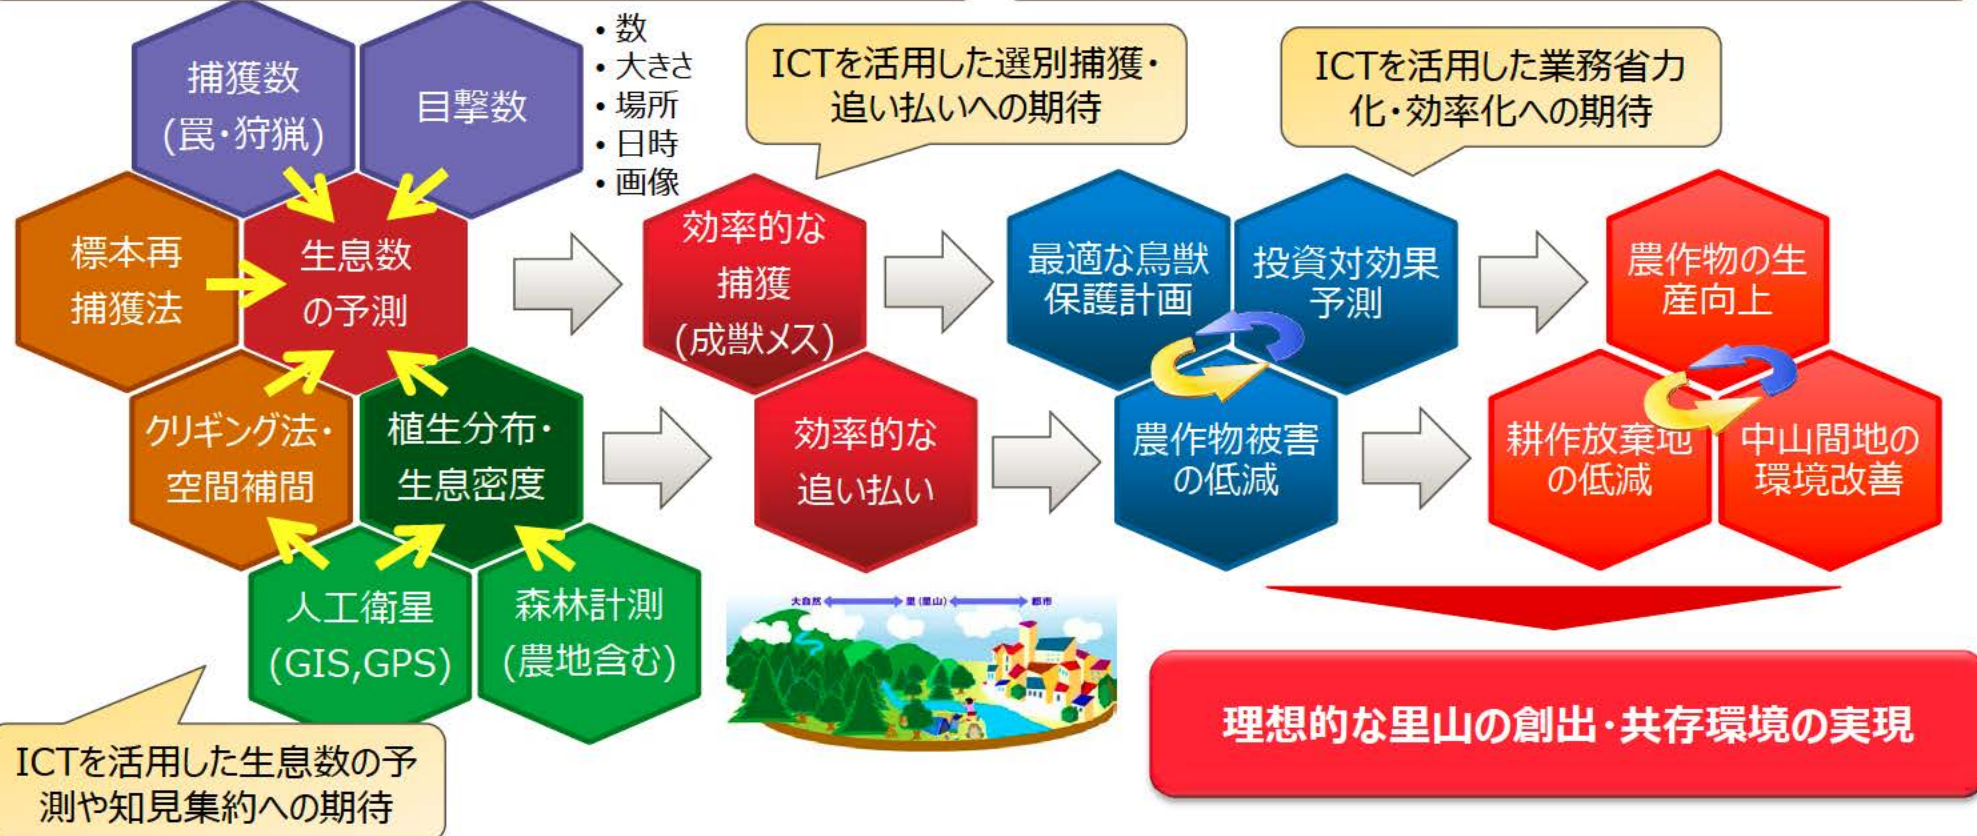 捕獲数
(罠・狩猟)
目撃数
• 数
• 大きさ
• 場所
• 日時
• 画像
ICTを活用した選別捕獲・
追い払いへの期待
ICTを活用した業務省力
化・効率化への期待
標本再
捕獲法
生息数
の予測
効率的な
捕獲
(成獣メス)
最適な鳥獣
保護計画
投資対効果
予測
農作物の生
産向上
クリギング法・
空間補間
植生分布・
生息密度
効率的な
追い払い
農作物被害
の低減
耕作放棄地
の低減
中山間地の
環境改善
人工衛星
(GIS,GPS)
森林計測
(農地含む)
大自然 里(里山) 都市
理想的な里山の創出・共存環境の実現
ICTを活用した生息数の予
測や知見集約への期待